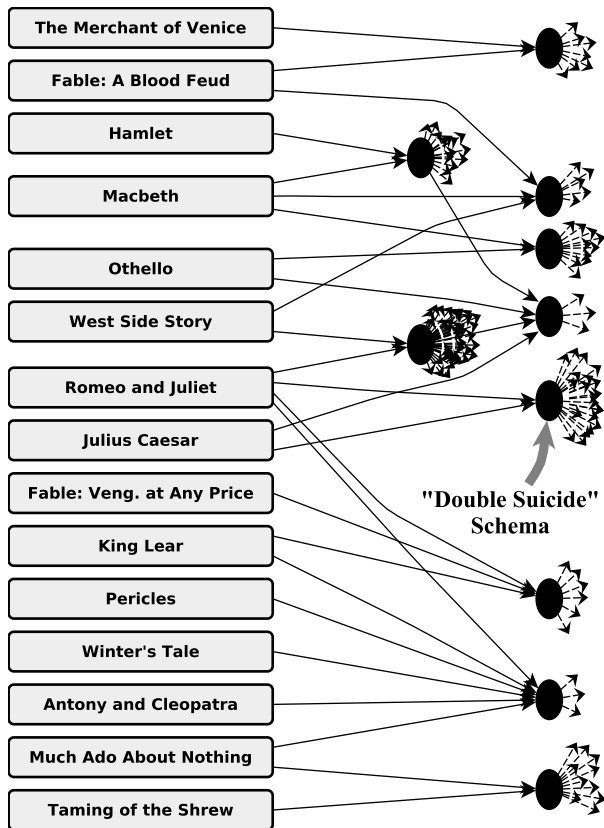 The Merchant of Venice
Fable: A Blood Feud
Hamlet
Macbeth
Othello
West Side Story
Romeo and Juliet
Julius Caesar
Fable: Veng. at Any Price
King Lear
Pericles
Winter's Tale
Antony and Cleopatra
Much Ado About Nothing
Taming of the Shrew
"Double Suicide"
Schema